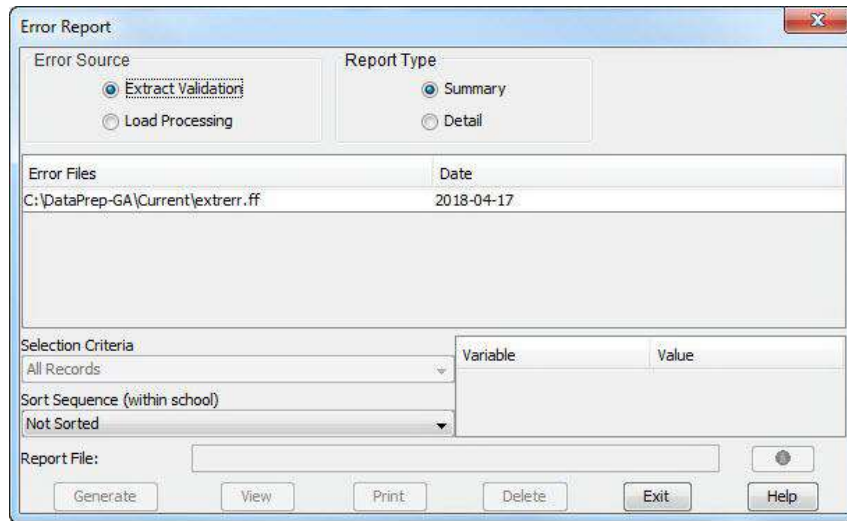 Error Report
Error Source
Report Type
Extract Validation
Summary
Load Processing
Detail
Error Files Date
C:\DataPrep-GA\Current\extrerr.ff 2018-04-17
Selection Criteria
Variable Value
All Records
Sort Sequence (within school)
Not Sorted
Report File:
Generate View Print Delete Exit Help